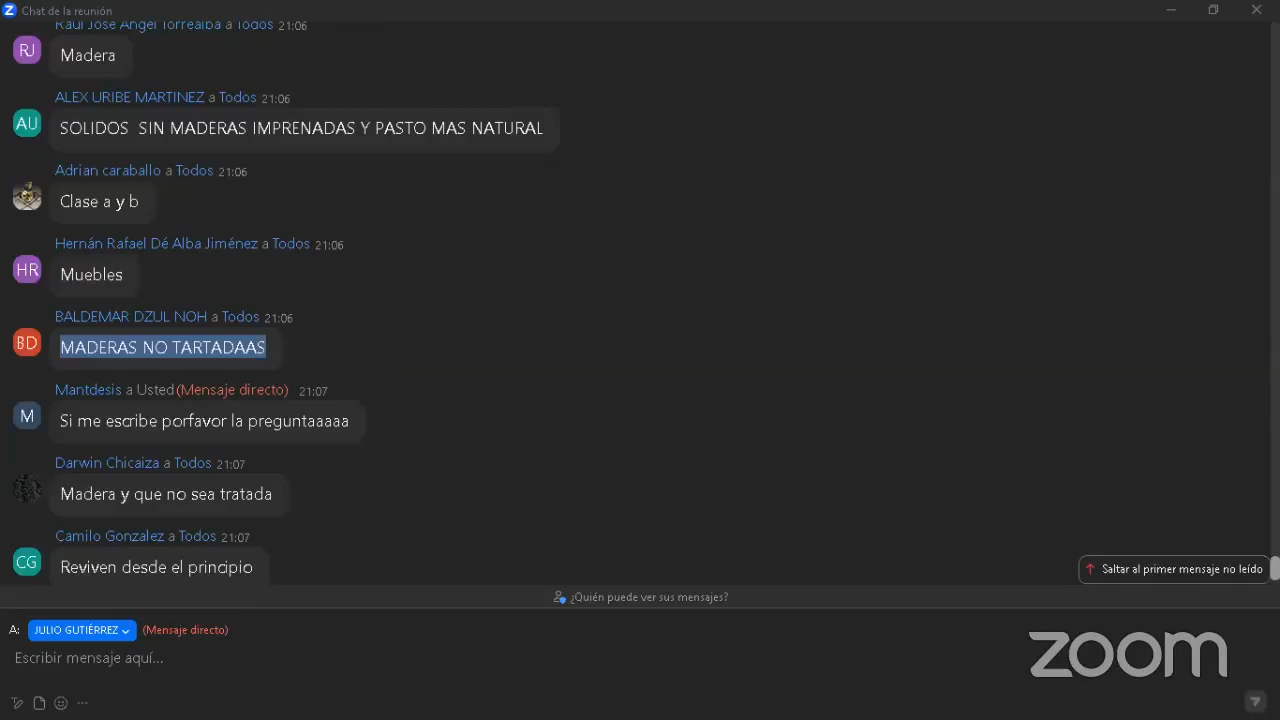 Chat de la reunión
Raúl José Ángel Torrealba a Todos 21:06
RJ
Madera
ALEX URIBE MARTINEZ a Todos 21:06
AU
SOLIDOS SIN MADERAS IMPRENADAS Y PASTO MAS NATURAL
Adrian caraballo a Todos 21:06
Clase a y b
Hernán Rafael Dé Alba Jiménez a Todos 21:06
HR
Muebles
BALDEMAR DZUL NOH a Todos 21:06
BD
MADERAS NO TARTADAAS
Mantdesis a Usted(Mensaje directo) 21:07
M
Si me escribe porfavor la preguntaaaaa
Darwin Chicaiza a Todos 21:07
Madera y que no sea tratada
Camilo Gonzalez a Todos 21:07
CG
Reviven desde el principio
Saltar al primer mensaje no leído
¿Quién puede ver sus mensajes?
A: JULIO GUTIÉRREZ (Mensaje directo)
Escribir mensaje aquí...
zoom